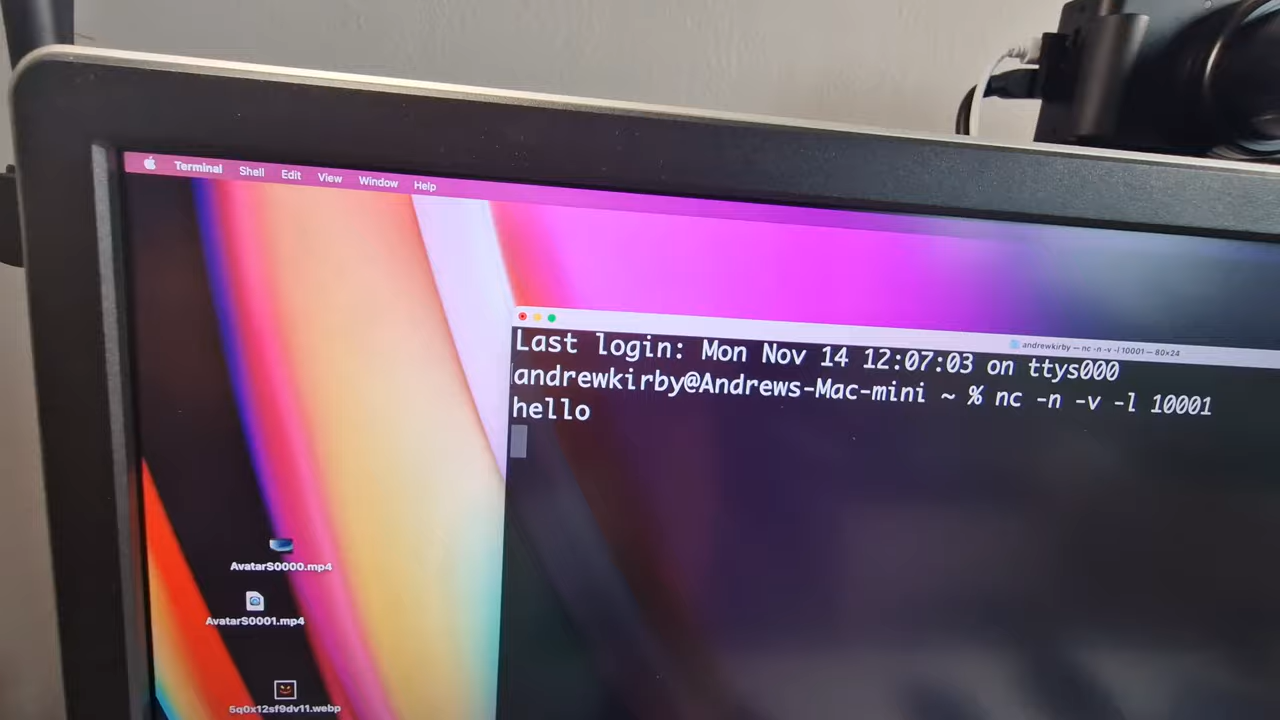 Terminal Shell Edit View Window Help
andrewkirby — nc -n -v -l 10001 — 80×24
Last login: Mon Nov 14 12:07:03 on ttys000
andrewkirby@Andrews-Mac-mini ~ % nc -n -v -l 10001
hello
AvatarS0000.mp4
AvatarS0001.mp4
5q0x12sf9dv11.webp